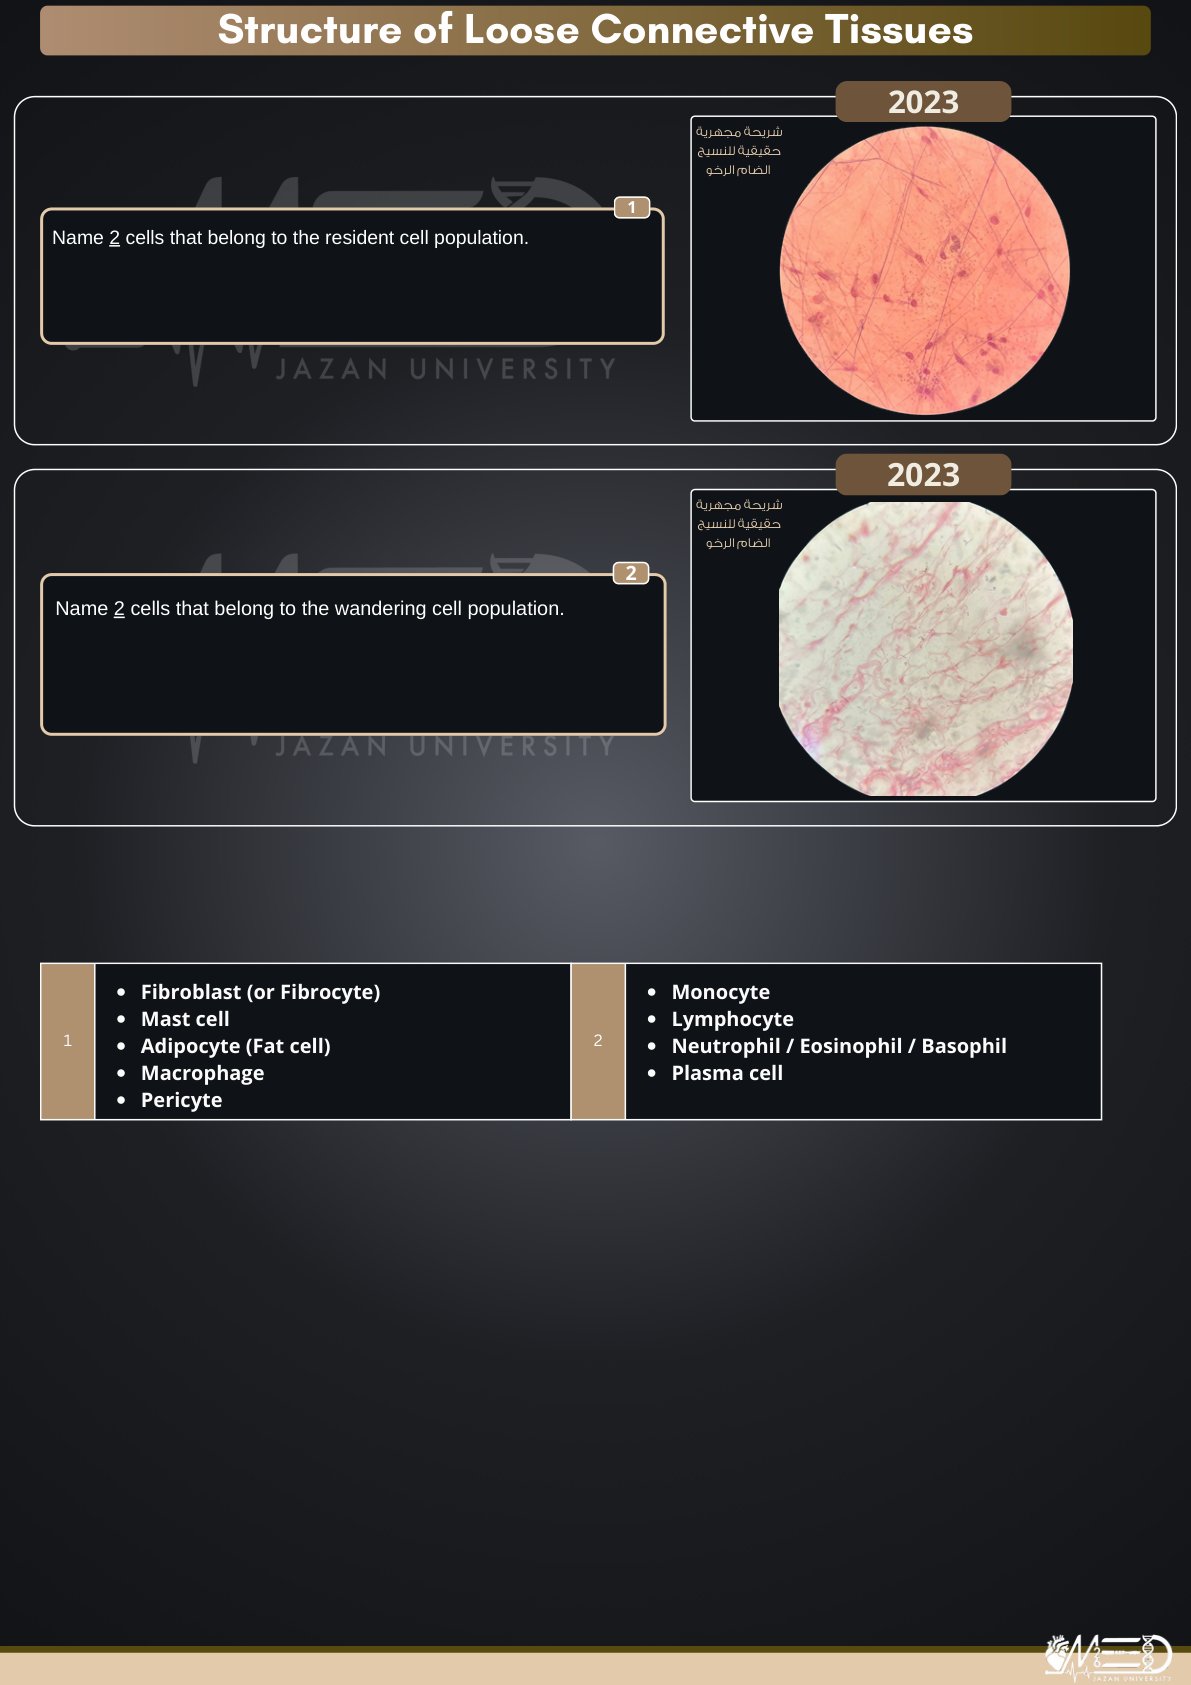 Structure of Loose Connective Tissues
2023
شريحة مجهرية
حقيقية للنسيج
الضام الرخو
1
Name 2 cells that belong to the resident cell population.
JAZAN UNIVERSITY
2023
شريحة مجهرية
حقيقية للنسيج
الضام الرخو
2
Name 2 cells that belong to the wandering cell population.
JAZAN UNIVERSITY
1
• Fibroblast (or Fibrocyte)
• Mast cell
• Adipocyte (Fat cell)
• Macrophage
• Pericyte
2
• Monocyte
• Lymphocyte
• Neutrophil / Eosinophil / Basophil
• Plasma cell
MED
JAZAN UNIVERSITY